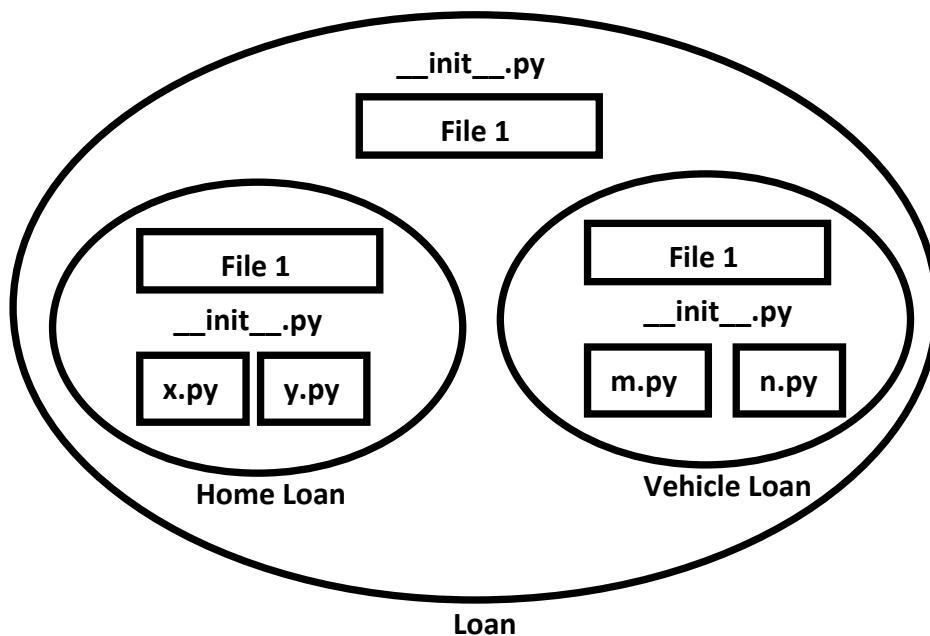 __init__.py
File 1
File 1
__init__.py
x.py
y.py
Home Loan
File 1
__init__.py
m.py
n.py
Vehicle Loan
Loan